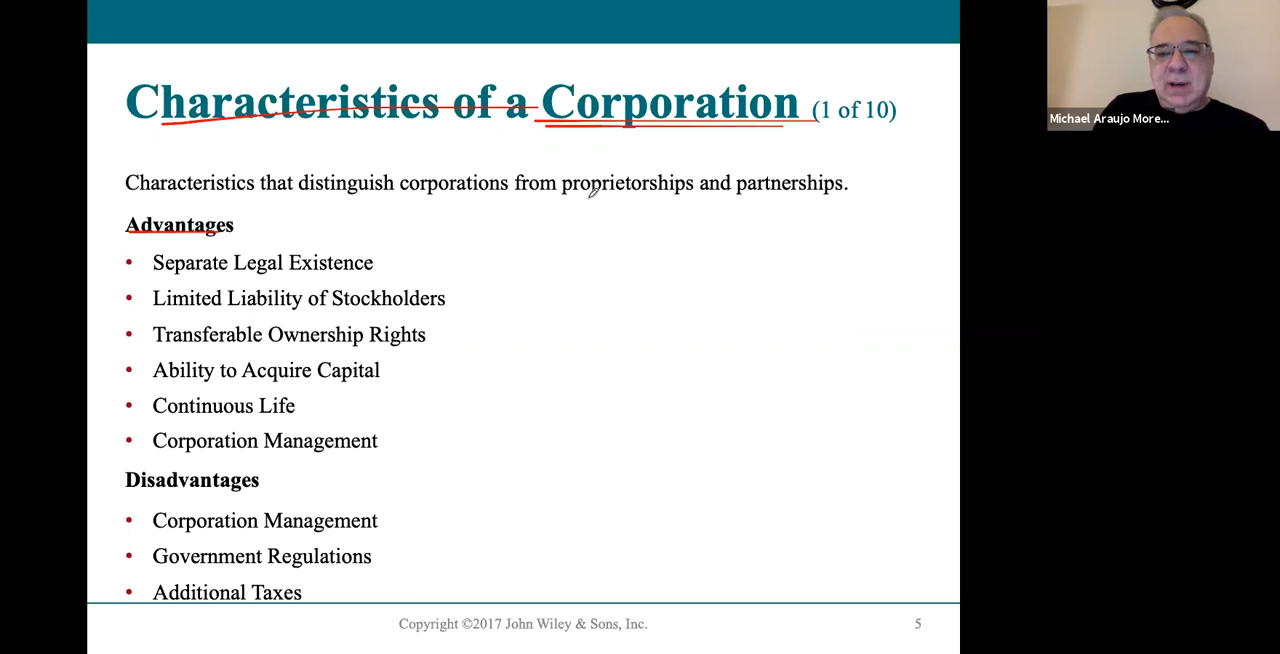 Characteristics of a Corporation (1 of 10)
Michael Araujo More...
Characteristics that distinguish corporations from proprietorships and partnerships.
Advantages
• Separate Legal Existence
• Limited Liability of Stockholders
• Transferable Ownership Rights
• Ability to Acquire Capital
• Continuous Life
• Corporation Management
Disadvantages
• Corporation Management
• Government Regulations
• Additional Taxes
Copyright ©2017 John Wiley & Sons, Inc.
5